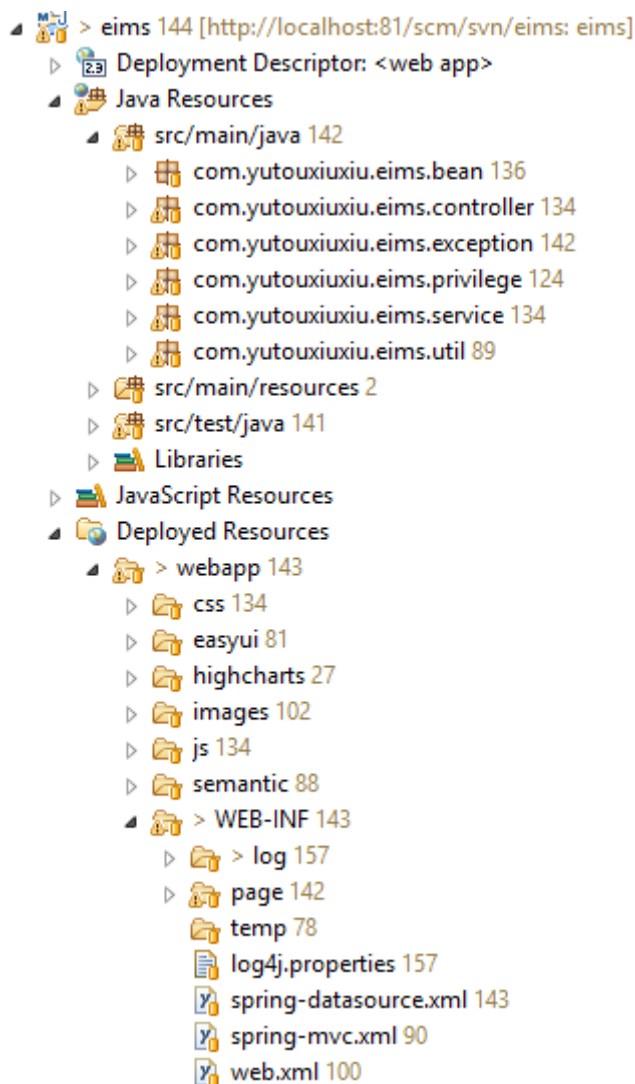 > eims 144 [http://localhost:81/scm/svn/eims: eims]
Deployment Descriptor: <web app>
Java Resources
src/main/java 142
com.yutouxiuxiu.eims.bean 136
com.yutouxiuxiu.eims.controller 134
com.yutouxiuxiu.eims.exception 142
com.yutouxiuxiu.eims.privilege 124
com.yutouxiuxiu.eims.service 134
com.yutouxiuxiu.eims.util 89
src/main/resources 2
src/test/java 141
Libraries
JavaScript Resources
Deployed Resources
> webapp 143
css 134
easyui 81
highcharts 27
images 102
js 134
semantic 88
> WEB-INF 143
> log 157
page 142
temp 78
log4j.properties 157
spring-datasource.xml 143
spring-mvc.xml 90
web.xml 100